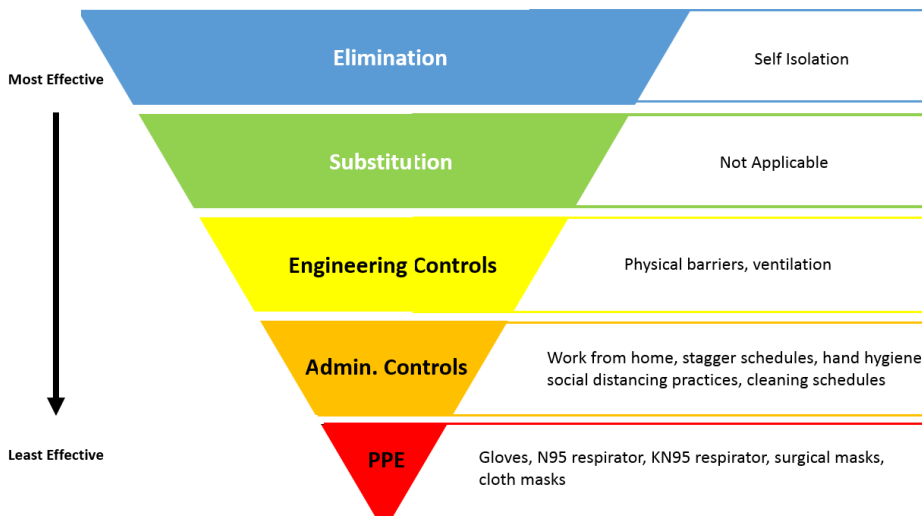 Elimination
Self Isolation
Most Effective
Substitution
Not Applicable
Engineering Controls
Physical barriers, ventilation
Admin. Controls
Work from home, stagger schedules, hand hygiene
social distancing practices, cleaning schedules
Least Effective
PPE
Gloves, N95 respirator, KN95 respirator, surgical masks,
cloth masks